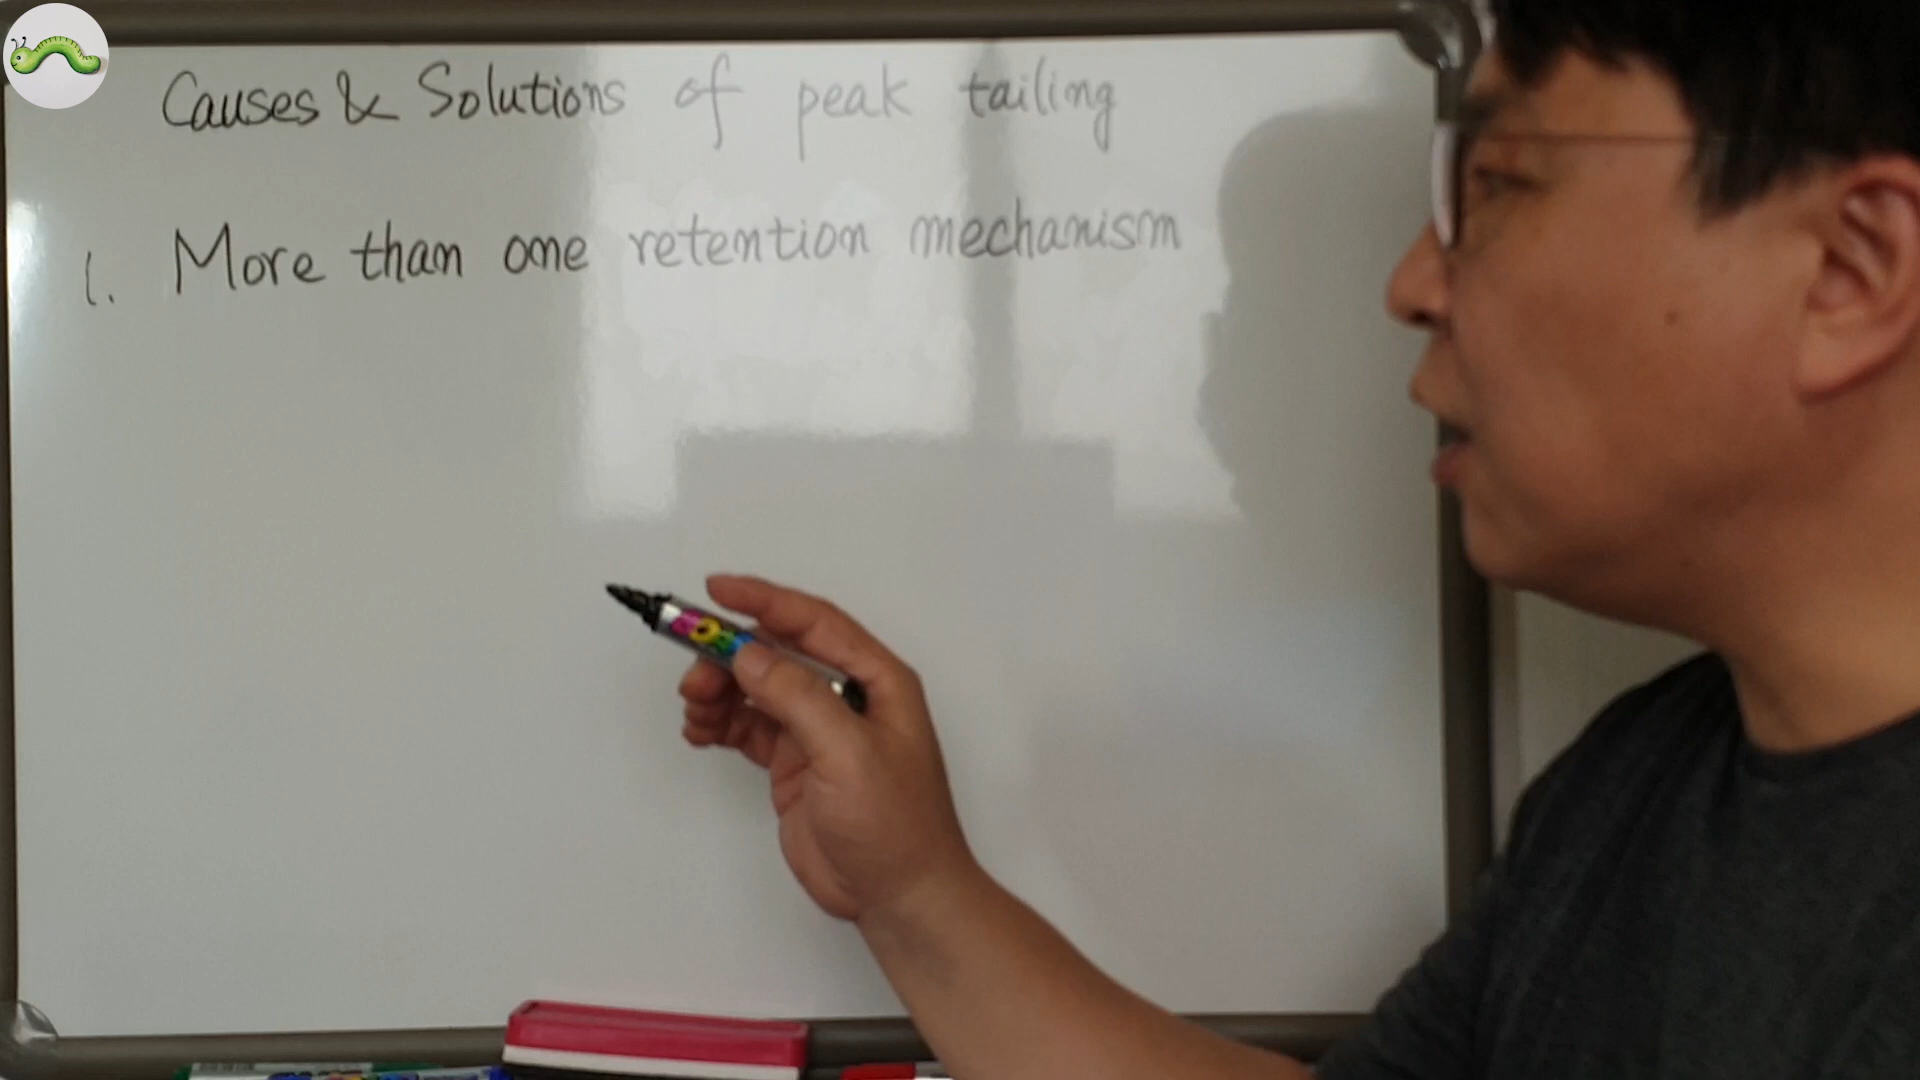 Causes & Solutions of peak tailing
1. More than one retention mechanism